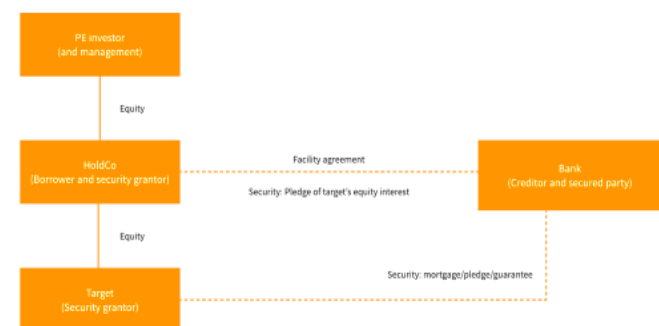 PE investor
(and management)
Equity
HoldCo
(Borrower and security grantor)
Facility agreement
Security: Pledge of target's equity interest
Bank
(Creditor and secured party)
Equity
Security: mortgage/pledge/guarantee
Target
(Security grantor)